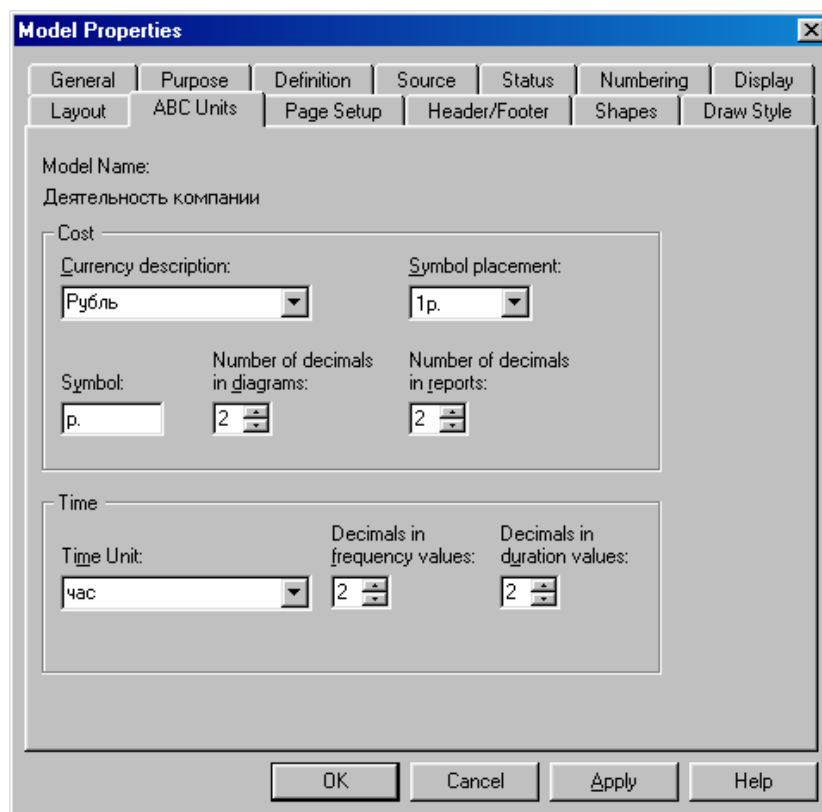 Model Properties
General Purpose Definition Source Status Numbering Display
Layout ABC Units Page Setup Header/Footer Shapes Draw Style
Model Name:
Деятельность компании
Cost
Currency description: Symbol placement:
Рубль 1р.
Number of decimals Number of decimals
Symbol: in diagrams: in reports:
р. 2 2
Time
Decimals in Decimals in
Time Unit: frequency values: duration values:
час 2 2
OK Cancel Apply Help